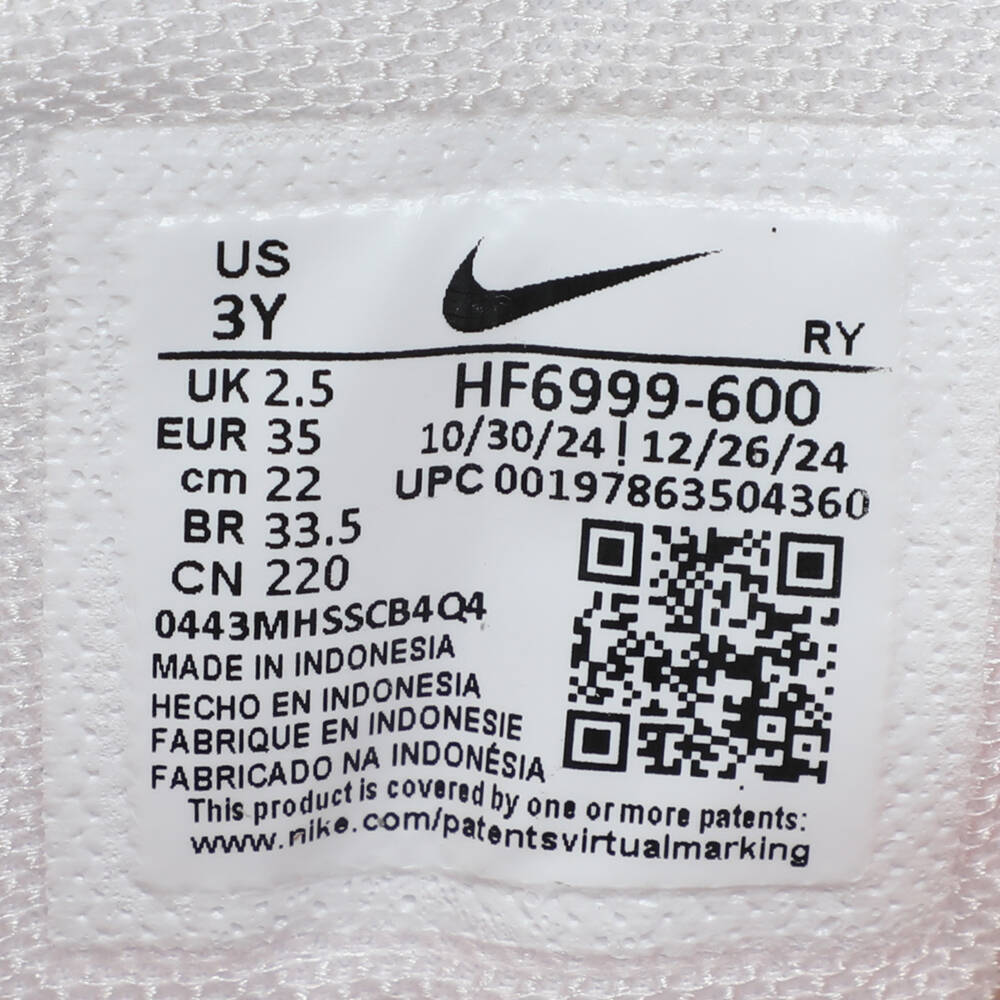 US
3Y
RY
UK 2.5
EUR 35
cm 22
BR 33.5
CN 220
HF6999-600
10/30/24 | 12/26/24
UPC 00197863504360
0443MHSSCB4Q4
MADE IN INDONESIA
HECHO EN INDONESIA
FABRIQUE EN INDONESIE
FABRICADO NA INDONÉSIA
This product is covered by one or more patents:
www.nike.com/patentsvirtualmarking